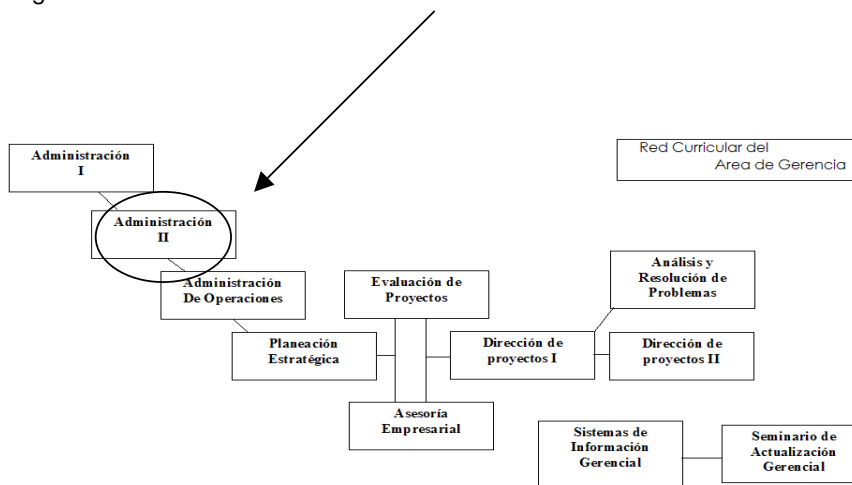 Red Curricular del
Area de Gerencia
Administración
I
Administración
II
Administración
De Operaciones
Evaluación de
Proyectos
Análisis y
Resolución de
Problemas
Planeación
Estratégica
Dirección de
proyectos I
Dirección de
proyectos II
Asesoría
Empresarial
Sistemas de
Información
Gerencial
Seminario de
Actualización
Gerencial